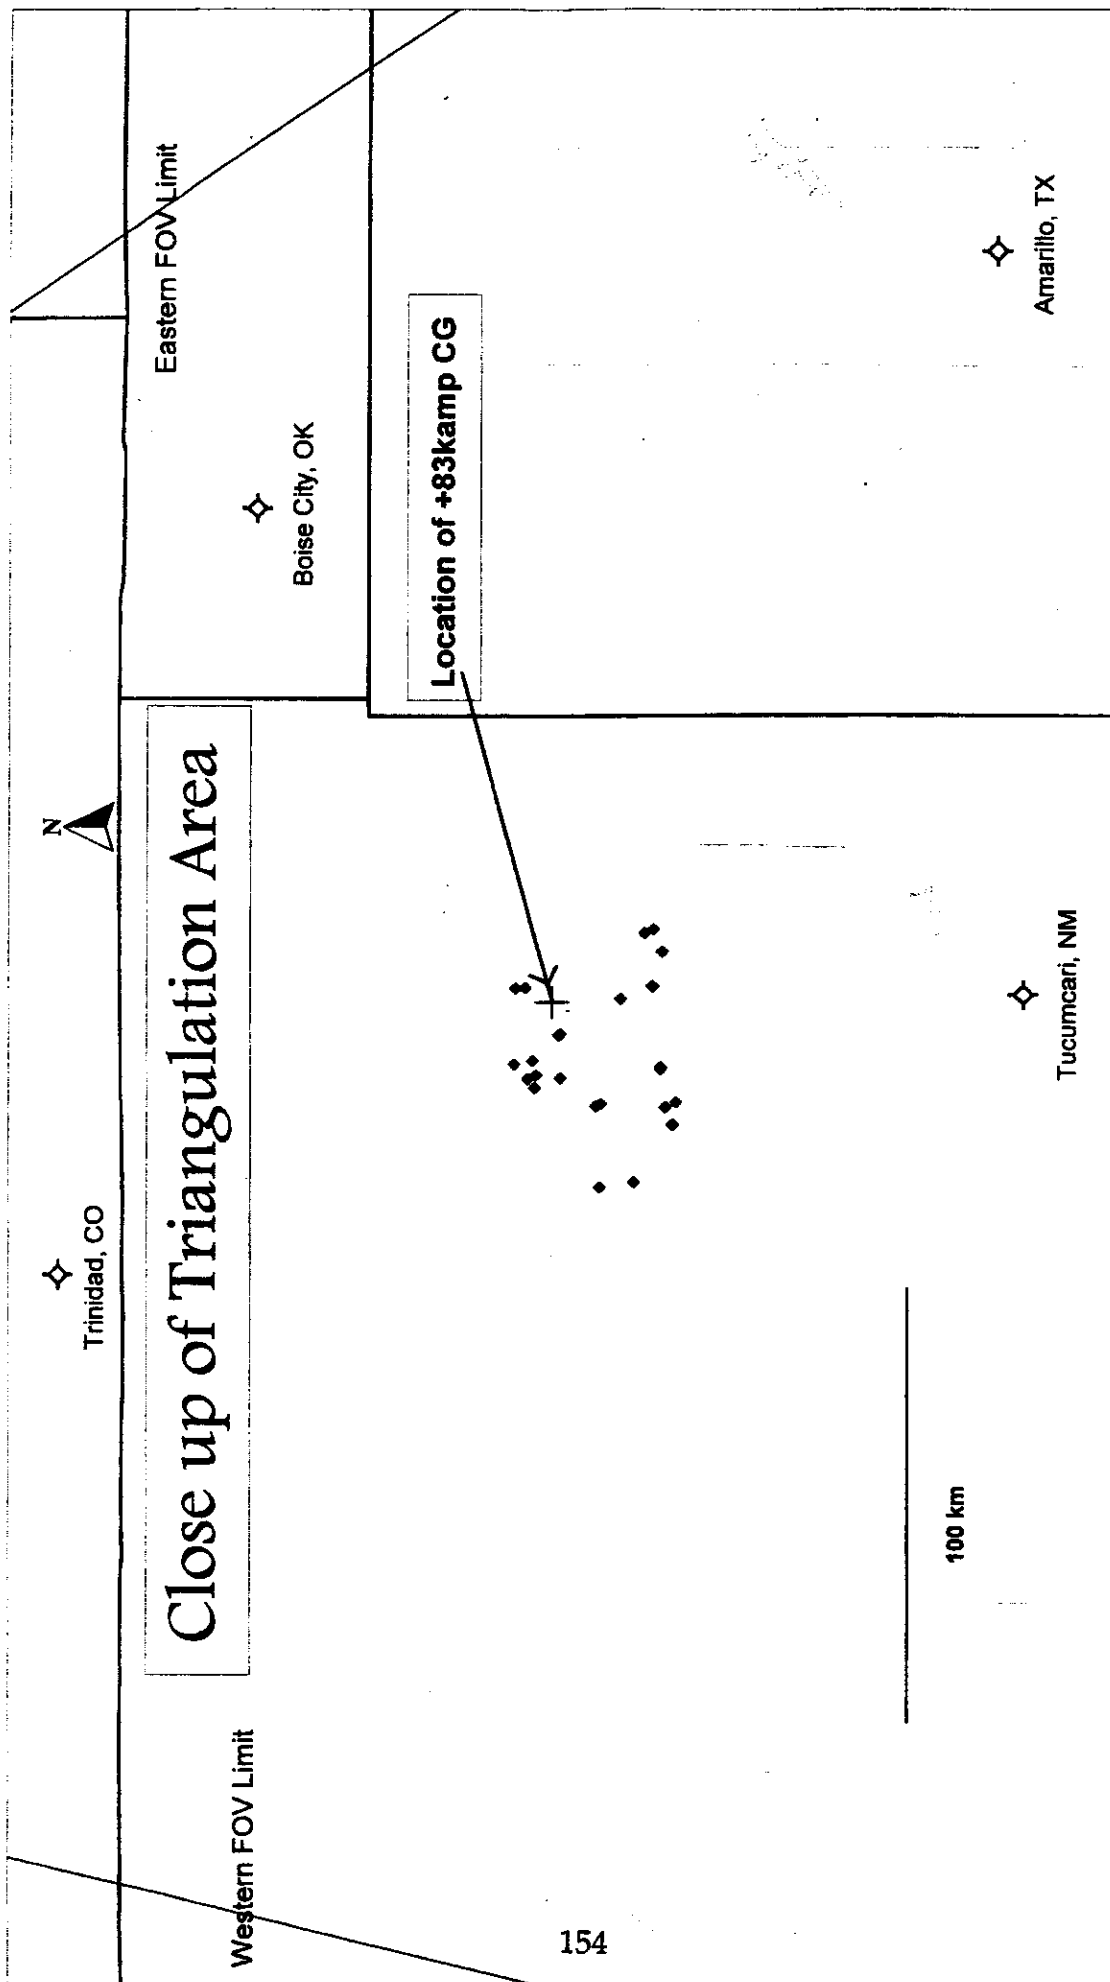 N
Trinidad, CO
Close up of Triangulation Area
Western FOV Limit
Eastern FOV Limit
Boise City, OK
Location of +83kamp CG
100 km
Tucumcari, NM
Amarillo, TX
154